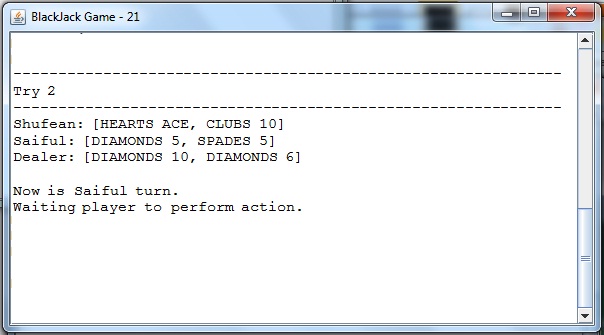 BlackJack Game - 21
-------------------------------------------------------------
Try 2
-------------------------------------------------------------
Shufean: [HEARTS ACE, CLUBS 10]
Saiful: [DIAMONDS 5, SPADES 5]
Dealer: [DIAMONDS 10, DIAMONDS 6]
Now is Saiful turn.
Waiting player to perform action.